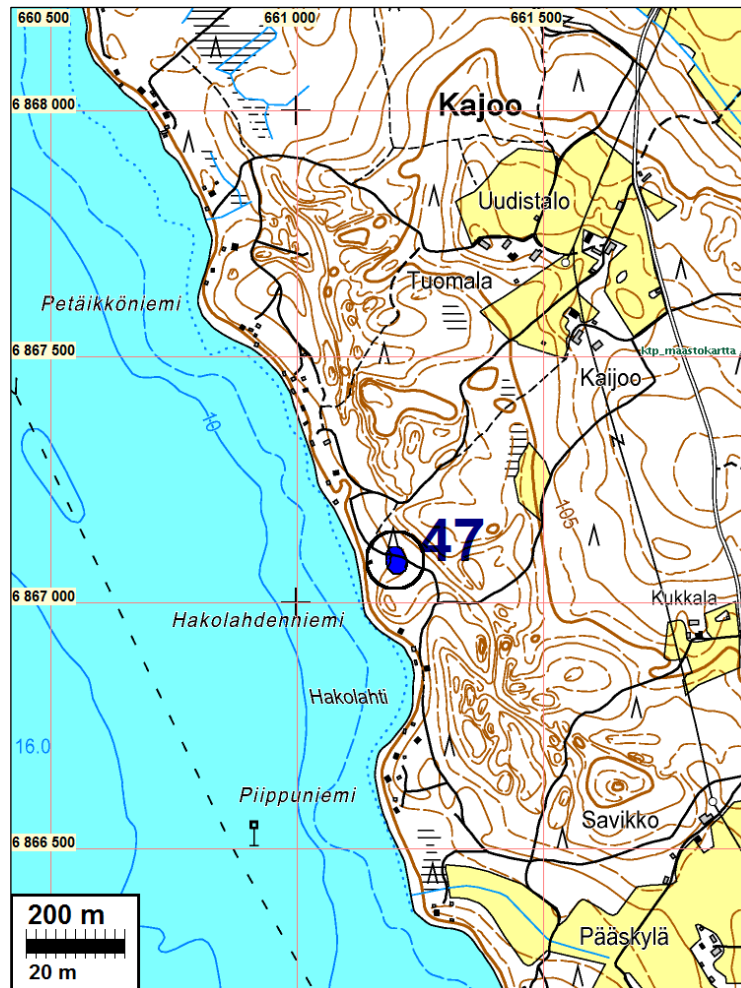 660 500
661 000
661 500
6 868 000
Kajoo
Uudistalo
Tuomala
Petäikköniemi
6 867 500
ktp_maastokartta
Kaijoo
10
Z
105
47
6 867 000
Kukkala
Hakolahdenniemi
Hakolahti
16.0
Piippuniemi
Savikko
6 866 500
200 m
20 m
Pääskylä